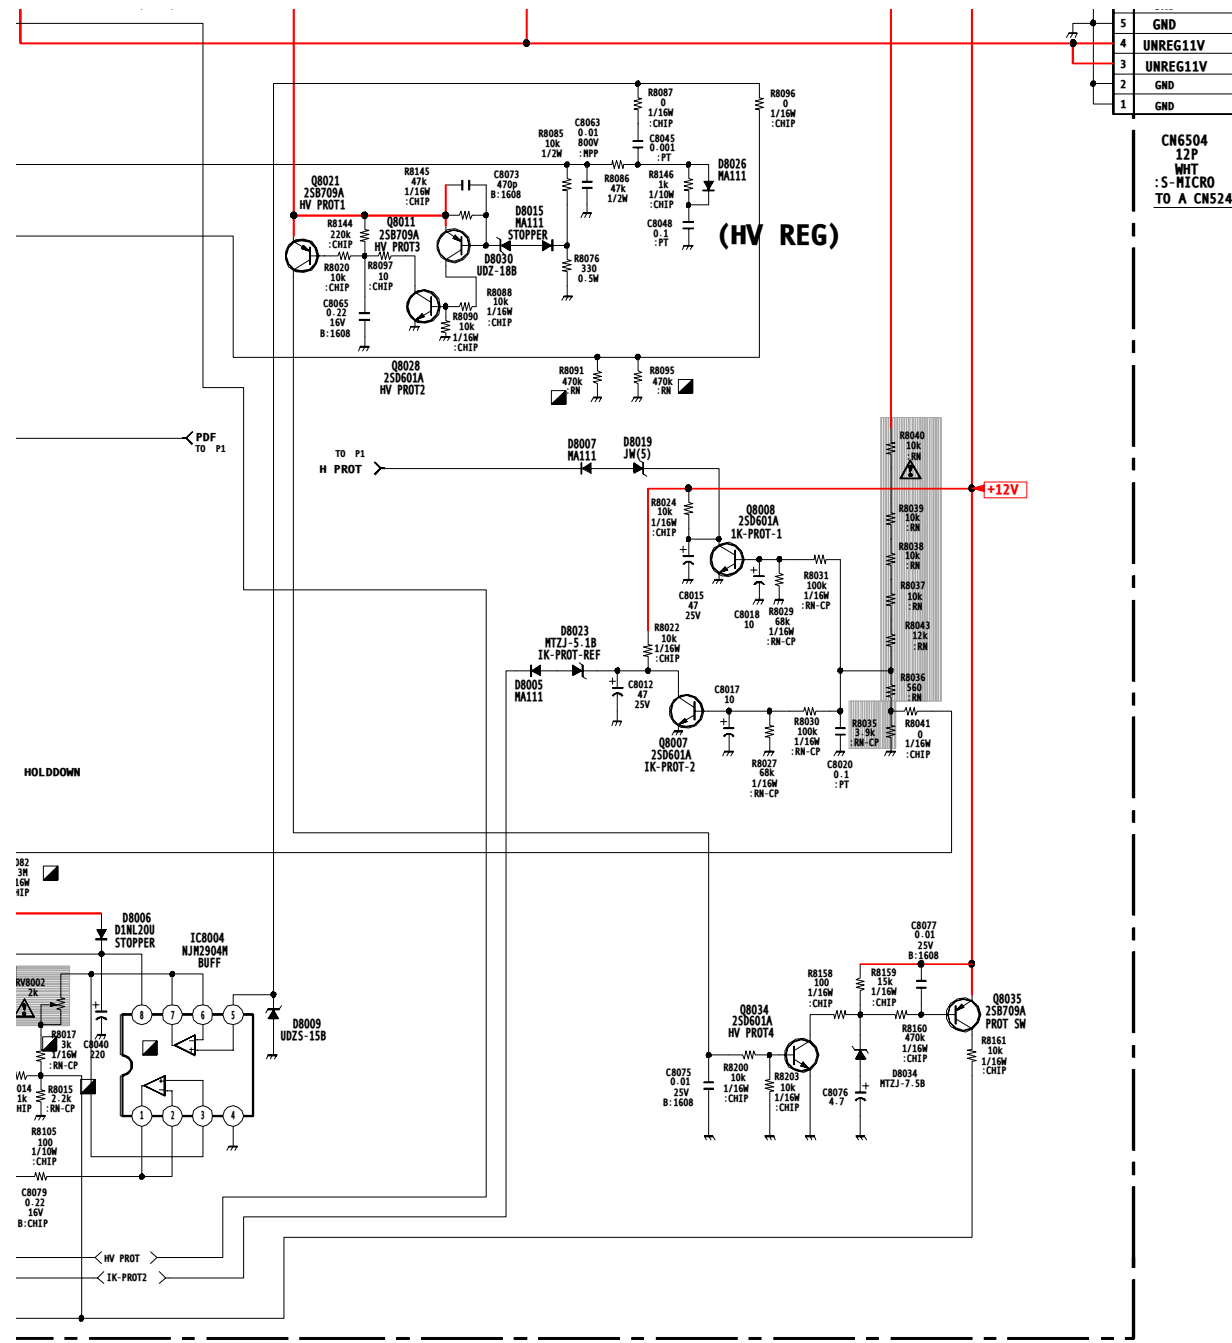 5 GND
4 UNREG11V
3 UNREG11V
2 GND
1 GND
CN6504
12P
WHT
:S-MICRO
TO A CN524
R8087
0
1/16W
:CHIP
R8096
0
1/16W
:CHIP
C8063
0.01
800V
:MPP
R8085
10k
1/2W
C8045
0.001
:PT
R8086
47k
1/2W
R8146
1k
1/10W
:CHIP
D8026
MA111
C8048
0.1
:PT
(HV REG)
Q8021
2SB709A
HV PROT1
R8145
47k
1/16W
:CHIP
C8073
470p
B:1608
R8144
220k
:CHIP
Q8011
2SB709A
HV PROT3
D8015
MA111
STOPPER
D8030
UDZ-18B
R8076
330
0.5W
R8020
10k
:CHIP
R8097
10
:CHIP
C8065
0.22
16V
B:1608
R8088
10k
1/16W
:CHIP
R8090
10k
1/16W
:CHIP
Q8028
2SD601A
HV PROT2
R8091
470k
:RN
R8095
470k
:RN
PDF
TO P1
TO P1
H PROT
D8007
MA111
D8019
JW(5)
R8040
10k
:RN
+12V
R8024
10k
1/16W
:CHIP
Q8008
2SD601A
1K-PROT-1
R8039
10k
:RN
R8038
10k
:RN
R8037
10k
:RN
R8043
12k
:RN
R8036
560
:RN
C8015
47
25V
C8018
10
R8029
68k
1/16W
:RN-CP
R8031
100k
1/16W
:RN-CP
D8023
MTZJ-5.1B
IK-PROT-REF
R8022
10k
1/16W
:CHIP
D8005
MA111
C8012
47
25V
C8017
10
Q8007
2SD601A
IK-PROT-2
R8027
68k
1/16W
:RN-CP
R8030
100k
1/16W
:RN-CP
C8020
0.1
:PT
R8035
3.9k
:RN-CP
R8041
0
1/16W
:CHIP
HOLDDOWN
082
3M
16W
HIP
D8006
D1NL20U
STOPPER
IC8004
NJM2904M
BUFF
RV8002
2k
8 7 6 5
1 2 3 4
D8009
UDZS-15B
R8017
3k
1/16W
:RN-CP
C8040
220
014
1k
HIP
R8015
2.2k
:RN-CP
R8105
100
1/10W
:CHIP
C8079
0.22
16V
B:CHIP
C8077
0.01
25V
B:1608
R8158
100
1/16W
:CHIP
R8159
15k
1/16W
:CHIP
Q8034
2SD601A
HV PROT4
Q8035
2SB709A
PROT SW
R8160
470k
1/16W
:CHIP
R8161
10k
1/16W
:CHIP
C8075
0.01
25V
B:1608
R8200
10k
1/16W
:CHIP
R8203
10k
1/16W
:CHIP
D8034
MTZJ-7.5B
C8076
4.7
HV PROT
IK-PROT2